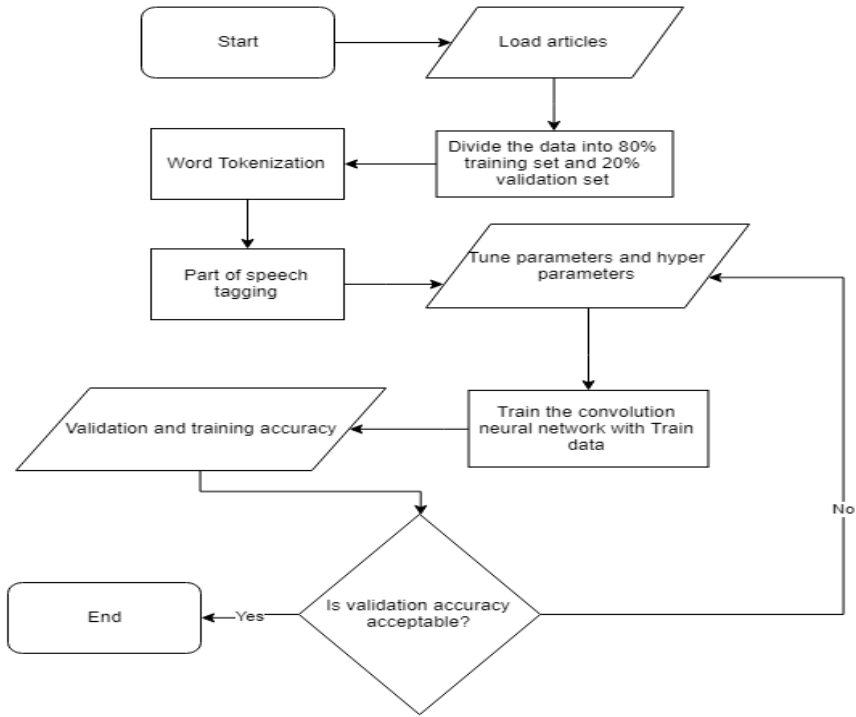 Start
Load articles
Divide the data into 80%
training set and 20%
validation set
Word Tokenization
Part of speech
tagging
Tune parameters and hyper
parameters
Train the convolution
neural network with Train
data
Validation and training accuracy
Is validation accuracy
acceptable?
No
Yes
End